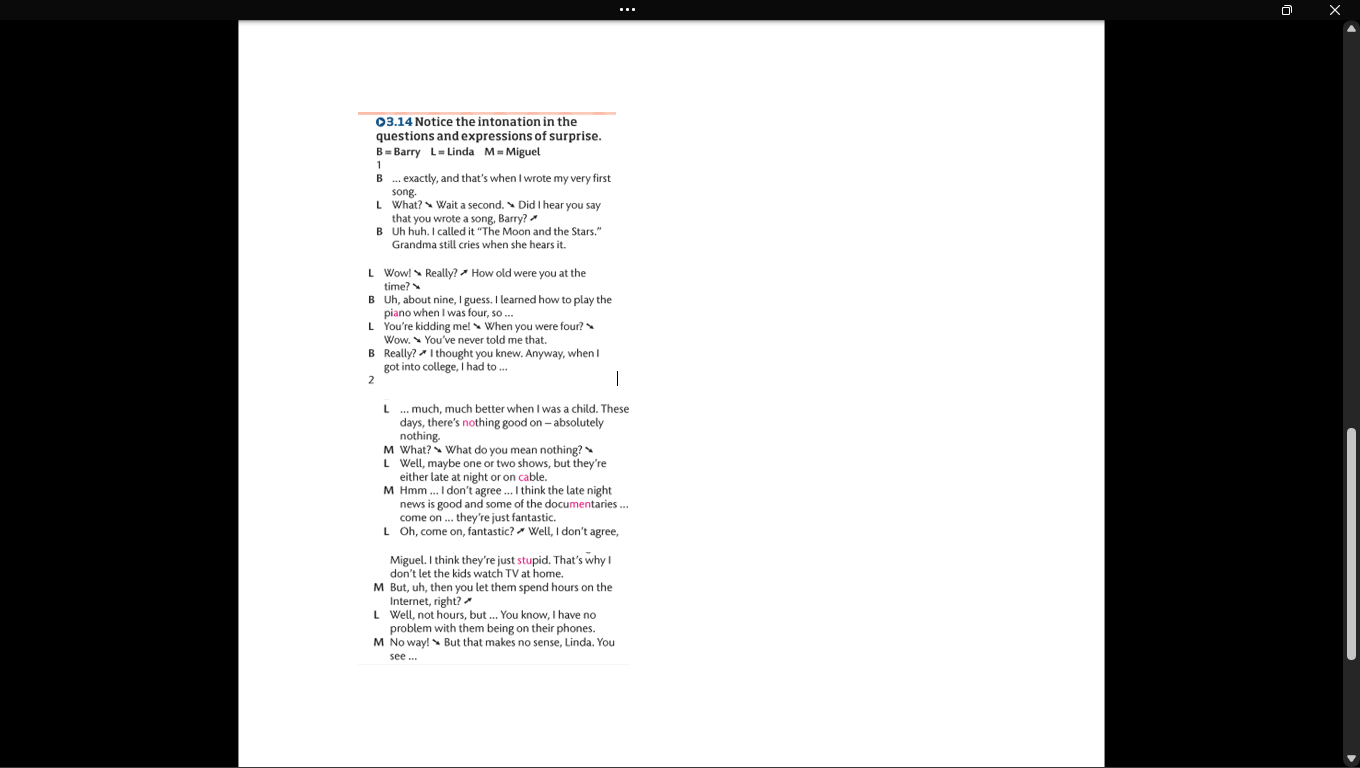 3.14 Notice the intonation in the
questions and expressions of surprise.
B = Barry L = Linda M = Miguel
1
B ... exactly, and that's when I wrote my very first
song.
L What? ➘ Wait a second. ➘ Did I hear you say
that you wrote a song, Barry? ➚
B Uh huh. I called it “The Moon and the Stars.”
Grandma still cries when she hears it.
L Wow! ➘ Really? ➚ How old were you at the
time? ➘
B Uh, about nine, I guess. I learned how to play the
piano when I was four, so ...
L You're kidding me! ➘ When you were four? ➘
Wow. ➘ You've never told me that.
B Really? ➚ I thought you knew. Anyway, when I
got into college, I had to ...
2
L ... much, much better when I was a child. These
days, there's nothing good on – absolutely
nothing.
M What? ➘ What do you mean nothing? ➘
L Well, maybe one or two shows, but they're
either late at night or on cable.
M Hmm ... I don't agree ... I think the late night
news is good and some of the documentaries ...
come on ... they're just fantastic.
L Oh, come on, fantastic? ➚ Well, I don't agree,
Miguel. I think they're just stupid. That's why I
don't let the kids watch TV at home.
M But, uh, then you let them spend hours on the
Internet, right? ➚
L Well, not hours, but ... You know, I have no
problem with them being on their phones.
M No way! ➘ But that makes no sense, Linda. You
see ...